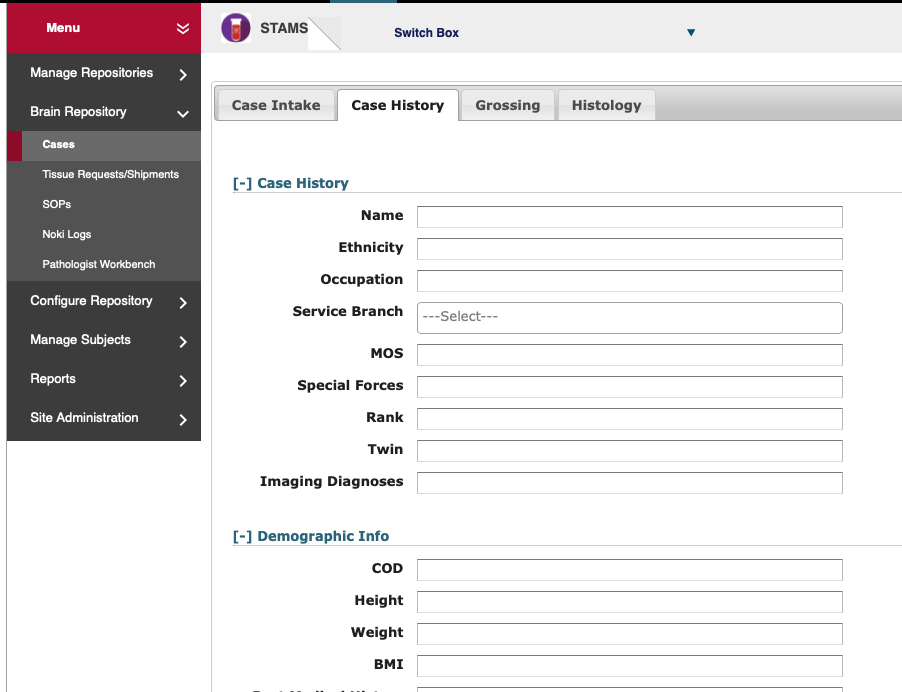 Menu
STAMS
Switch Box
Manage Repositories
Brain Repository
Cases
Tissue Requests/Shipments
SOPs
Noki Logs
Pathologist Workbench
Configure Repository
Manage Subjects
Reports
Site Administration
Case Intake
Case History
Grossing
Histology
[-] Case History
Name
Ethnicity
Occupation
Service Branch
---Select---
MOS
Special Forces
Rank
Twin
Imaging Diagnoses
[-] Demographic Info
COD
Height
Weight
BMI